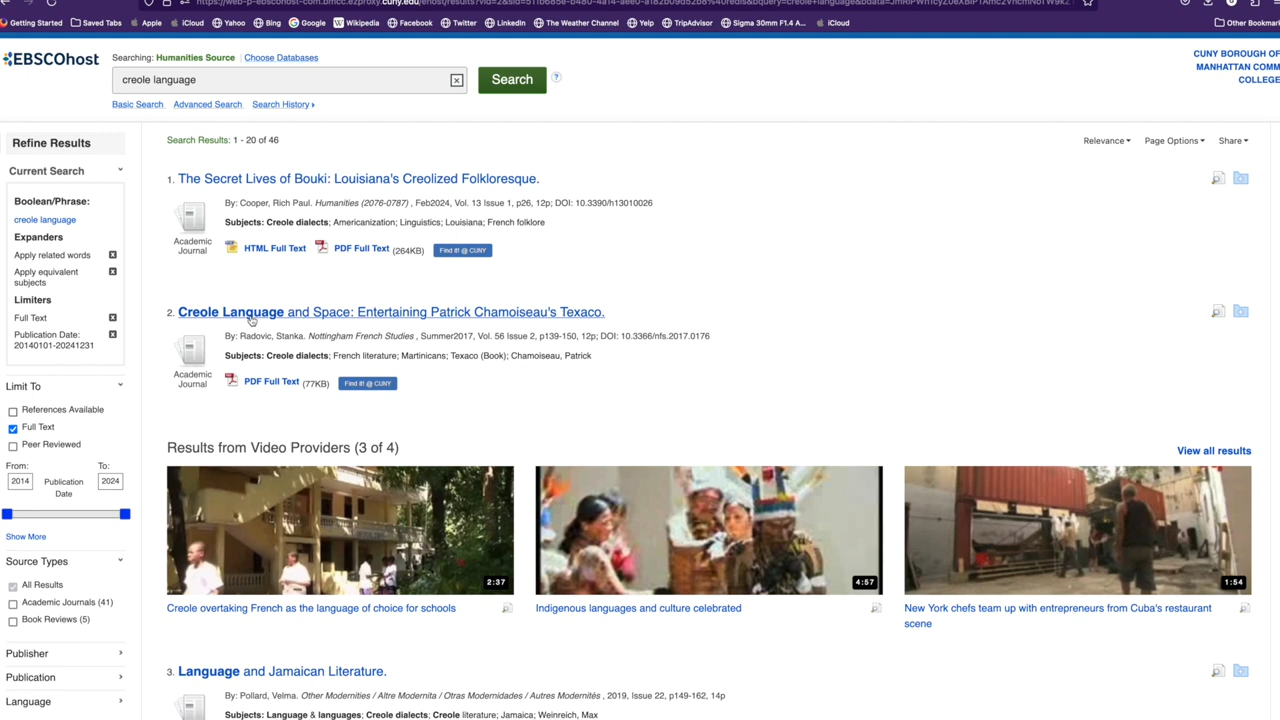 Getting Started Saved Tabs Apple iCloud Yahoo Bing Google Wikipedia Facebook Twitter LinkedIn The Weather Channel Yelp TripAdvisor Sigma 30mm F1.4 A... iCloud Other Bookmar
EBSCOhost
Searching: Humanities Source Choose Databases
creole language
Search
?
Basic Search Advanced Search Search History
CUNY BOROUGH OF
MANHATTAN COMM
COLLEGE
Refine Results
Current Search
Boolean/Phrase:
creole language
Expanders
Apply related words
Apply equivalent
subjects
Limiters
Full Text
Publication Date:
20140101-20241231
Limit To
References Available
Full Text
Peer Reviewed
From: To:
2014 Publication Date 2024
Show More
Source Types
All Results
Academic Journals (41)
Book Reviews (5)
Publisher
Publication
Language
Search Results: 1 - 20 of 46
Relevance Page Options Share
1. The Secret Lives of Bouki: Louisiana's Creolized Folkloresque.
By: Cooper, Rich Paul. Humanities (2076-0787) , Feb2024, Vol. 13 Issue 1, p26, 12p; DOI: 10.3390/h13010026
Subjects: Creole dialects; Americanization; Linguistics; Louisiana; French folklore
Academic
Journal
HTML Full Text PDF Full Text (264KB) Find it! @ CUNY
2. Creole Language and Space: Entertaining Patrick Chamoiseau's Texaco.
By: Radovic, Stanka. Nottingham French Studies , Summer2017, Vol. 56 Issue 2, p139-150, 12p; DOI: 10.3366/nfs.2017.0176
Subjects: Creole dialects; French literature; Martinicans; Texaco (Book); Chamoiseau, Patrick
Academic
Journal
PDF Full Text (77KB) Find it! @ CUNY
Results from Video Providers (3 of 4)
View all results
2:37
4:57
1:54
Creole overtaking French as the language of choice for schools
Indigenous languages and culture celebrated
New York chefs team up with entrepreneurs from Cuba's restaurant
scene
3. Language and Jamaican Literature.
By: Pollard, Velma. Other Modernities / Altre Modernita / Otras Modernidades / Autres Modernités , 2019, Issue 22, p149-162, 14p
Subjects: Language & languages; Creole dialects; Creole literature; Jamaica; Weinreich, Max